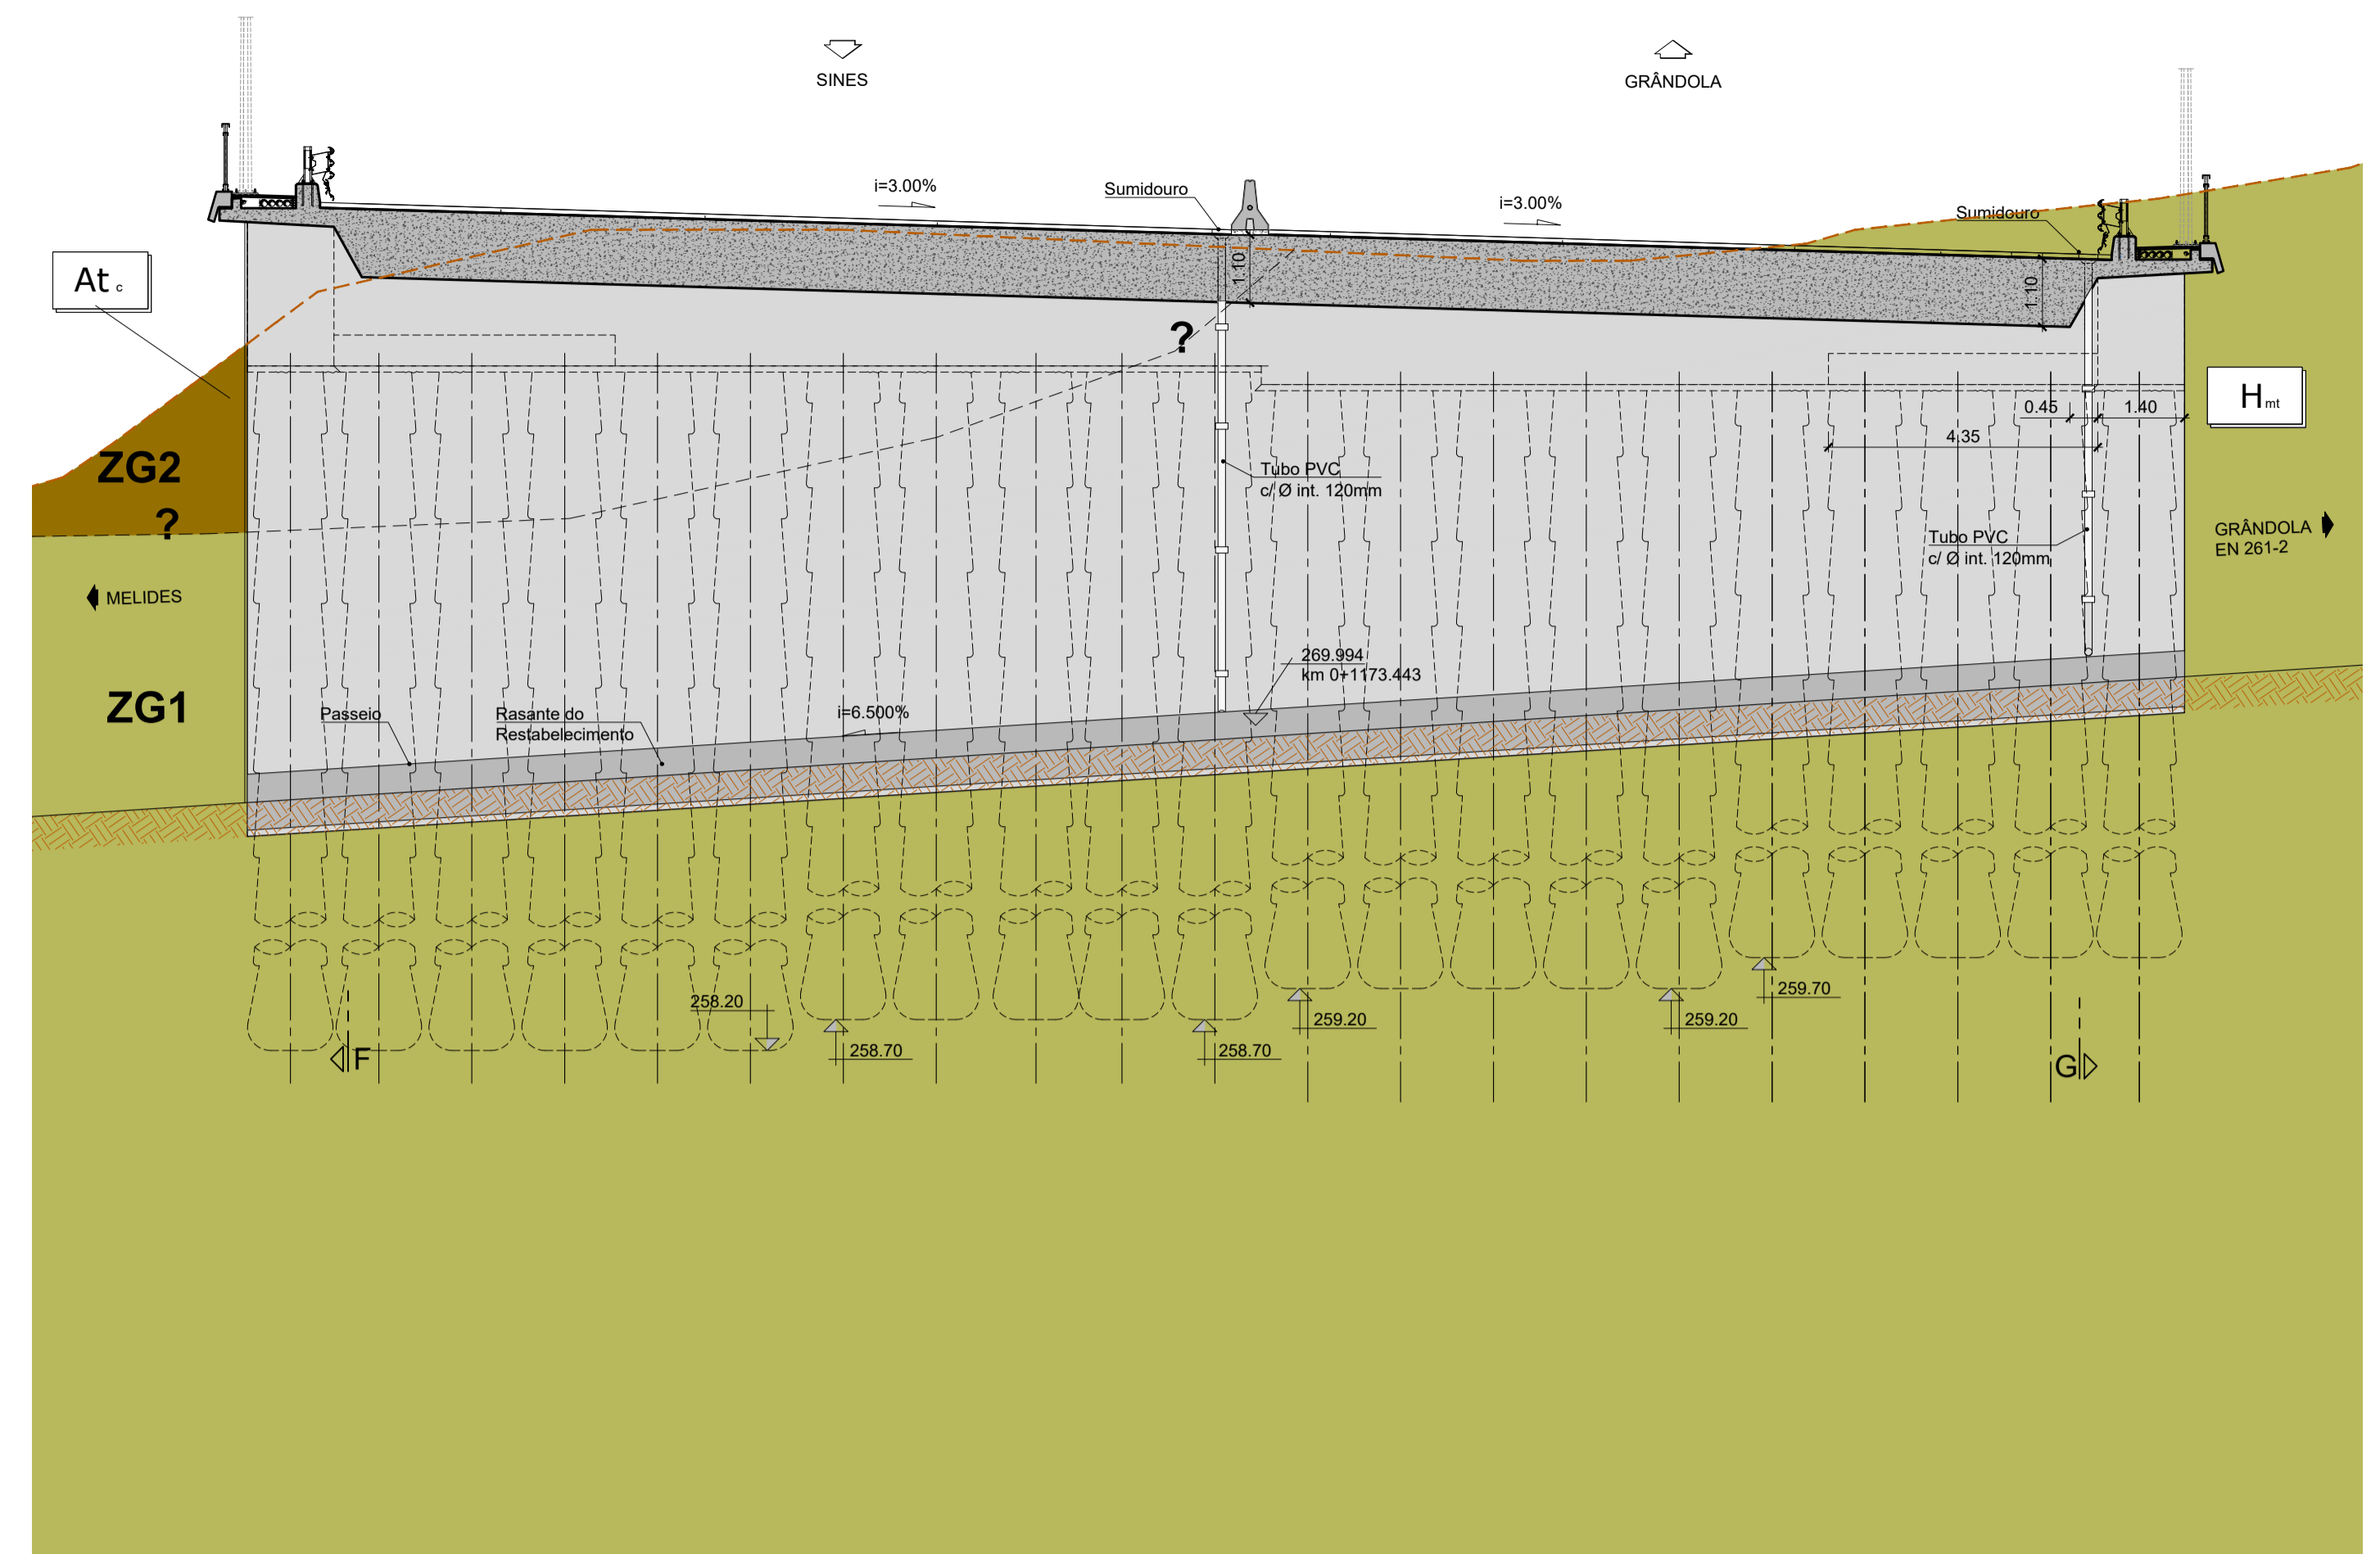 SINES
GRÂNDOLA
i=3.00%
Sumidouro
i=3.00%
Sumidouro
At c
1.10
1.10
?
H mt
0.45
1.40
4.35
ZG2
Tubo PVC
c/ Ø int. 120mm
?
GRÂNDOLA
EN 261-2
Tubo PVC
c/ Ø int. 120mm
MELIDES
269.994
km 0+1173.443
ZG1
Passeio
Rasante do
Restabelecimento
i=6.500%
258.20
259.70
259.20
259.20
258.70
258.70
F
G